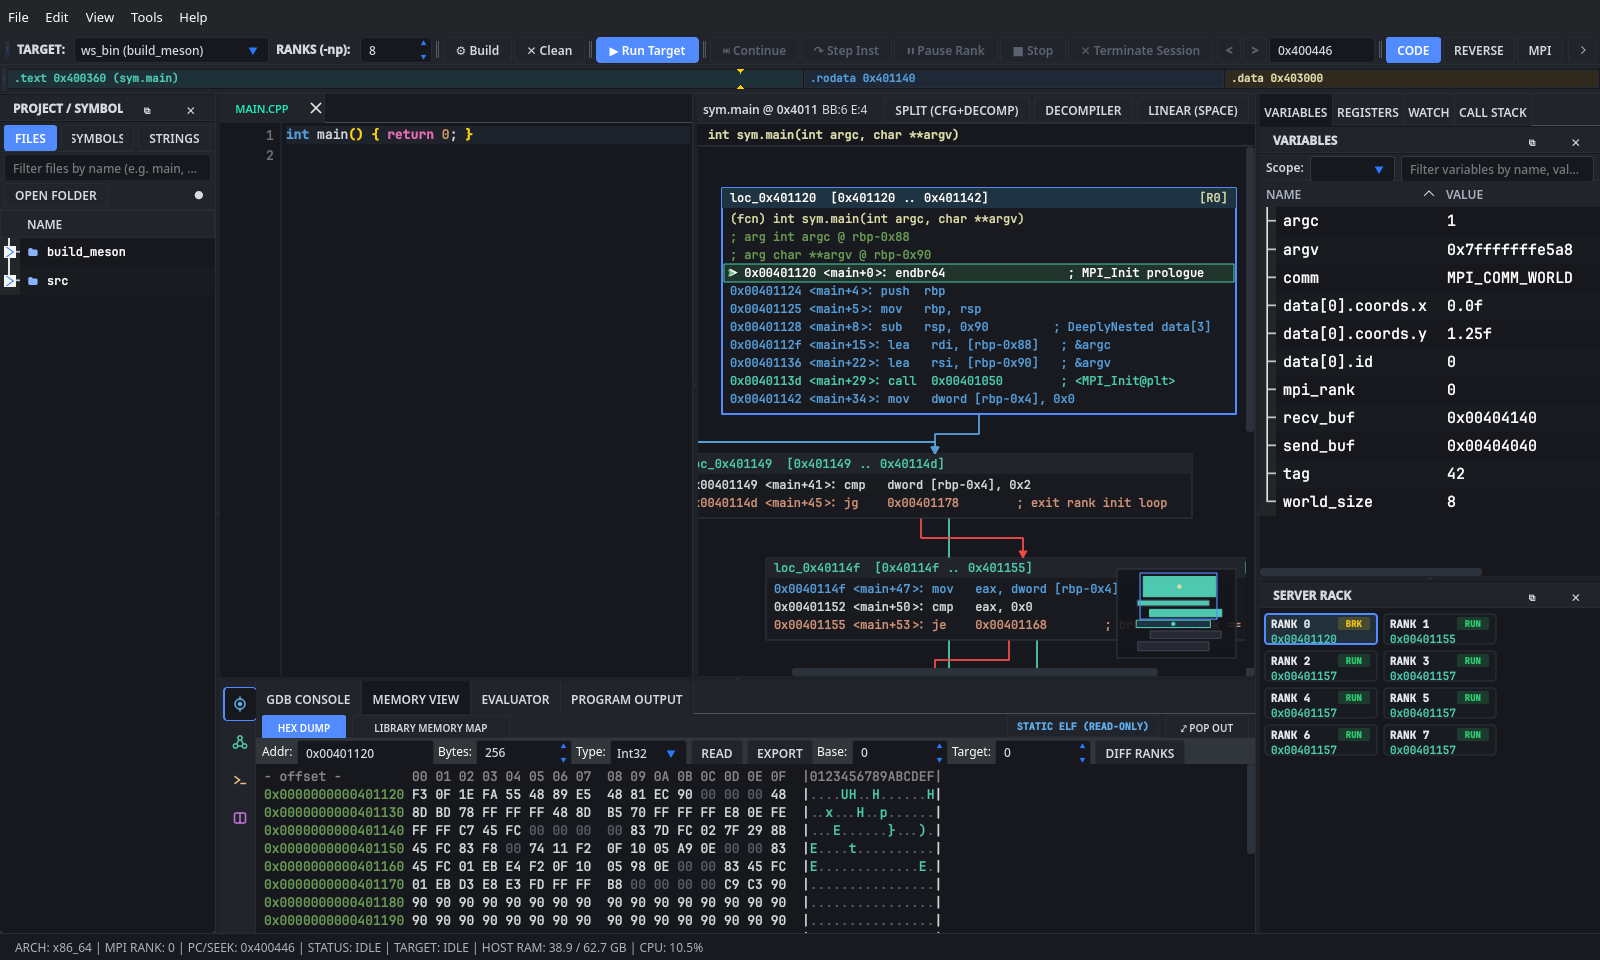 File Edit View Tools Help
TARGET: ws_bin (build_meson) RANKS (-np): 8 Build Clean Run Target Continue Step Inst Pause Rank Stop Terminate Session < > 0x400446 CODE REVERSE MPI >
.text 0x400360 (sym.main) .rodata 0x401140 .data 0x403000
PROJECT / SYMBOL
FILES SYMBOLS STRINGS
Filter files by name (e.g. main, ...
OPEN FOLDER
NAME
build_meson
src
MAIN.CPP
1 int main() { return 0; }
2
sym.main @ 0x4011 BB:6 E:4 SPLIT (CFG+DECOMP) DECOMPILER LINEAR (SPACE)
int sym.main(int argc, char **argv)
loc_0x401120 [0x401120 .. 0x401142] [R0]
(fcn) int sym.main(int argc, char **argv)
; arg int argc @ rbp-0x88
; arg char **argv @ rbp-0x90
0x00401120 <main+0>: endbr64 ; MPI_Init prologue
0x00401124 <main+4>: push rbp
0x00401125 <main+5>: mov rbp, rsp
0x00401128 <main+8>: sub rsp, 0x90 ; DeeplyNested data[3]
0x0040112f <main+15>: lea rdi, [rbp-0x88] ; &argc
0x00401136 <main+22>: lea rsi, [rbp-0x90] ; &argv
0x0040113d <main+29>: call 0x00401050 ; <MPI_Init@plt>
0x00401142 <main+34>: mov dword [rbp-0x4], 0x0
oc_0x401149 [0x401149 .. 0x40114d]
x00401149 <main+41>: cmp dword [rbp-0x4], 0x2
x0040114d <main+45>: jg 0x00401178 ; exit rank init loop
loc_0x40114f [0x40114f .. 0x401155]
0x0040114f <main+47>: mov eax, dword [rbp-0x4]
0x00401152 <main+50>: cmp eax, 0x0
0x00401155 <main+53>: je 0x00401168 ; ==
VARIABLES REGISTERS WATCH CALL STACK
VARIABLES
Scope: Filter variables by name, val...
NAME VALUE
argc 1
argv 0x7fffffffe5a8
comm MPI_COMM_WORLD
data[0].coords.x 0.0f
data[0].coords.y 1.25f
data[0].id 0
mpi_rank 0
recv_buf 0x00404140
send_buf 0x00404040
tag 42
world_size 8
SERVER RACK
RANK 0 BRK RANK 1 RUN
0x00401120 0x00401155
RANK 2 RUN RANK 3 RUN
0x00401157 0x00401157
RANK 4 RUN RANK 5 RUN
0x00401157 0x00401157
RANK 6 RUN RANK 7 RUN
0x00401157 0x00401157
GDB CONSOLE MEMORY VIEW EVALUATOR PROGRAM OUTPUT
HEX DUMP LIBRARY MEMORY MAP STATIC ELF (READ-ONLY) POP OUT
Addr: 0x00401120 Bytes: 256 Type: Int32 READ EXPORT Base: 0 Target: 0 DIFF RANKS
- offset - 00 01 02 03 04 05 06 07 08 09 0A 0B 0C 0D 0E 0F |0123456789ABCDEF|
0x0000000000401120 F3 0F 1E FA 55 48 89 E5 48 81 EC 90 00 00 00 48 |....UH..H......H|
0x0000000000401130 8D BD 78 FF FF FF 48 8D B5 70 FF FF FF E8 0E FE |..x...H..p......|
0x0000000000401140 FF FF C7 45 FC 00 00 00 00 83 7D FC 02 7F 29 8B |...E......}...).|
0x0000000000401150 45 FC 83 F8 00 74 11 F2 0F 10 05 A9 0E 00 00 83 |E....t..........|
0x0000000000401160 45 FC 01 EB E4 F2 0F 10 05 98 0E 00 00 83 45 FC |E.............E.|
0x0000000000401170 01 EB D3 E8 E3 FD FF FF B8 00 00 00 00 C9 C3 90 |................|
0x0000000000401180 90 90 90 90 90 90 90 90 90 90 90 90 90 90 90 90 |................|
0x0000000000401190 90 90 90 90 90 90 90 90 90 90 90 90 90 90 90 90 |................|
ARCH: x86_64 | MPI RANK: 0 | PC/SEEK: 0x400446 | STATUS: IDLE | TARGET: IDLE | HOST RAM: 38.9 / 62.7 GB | CPU: 10.5%